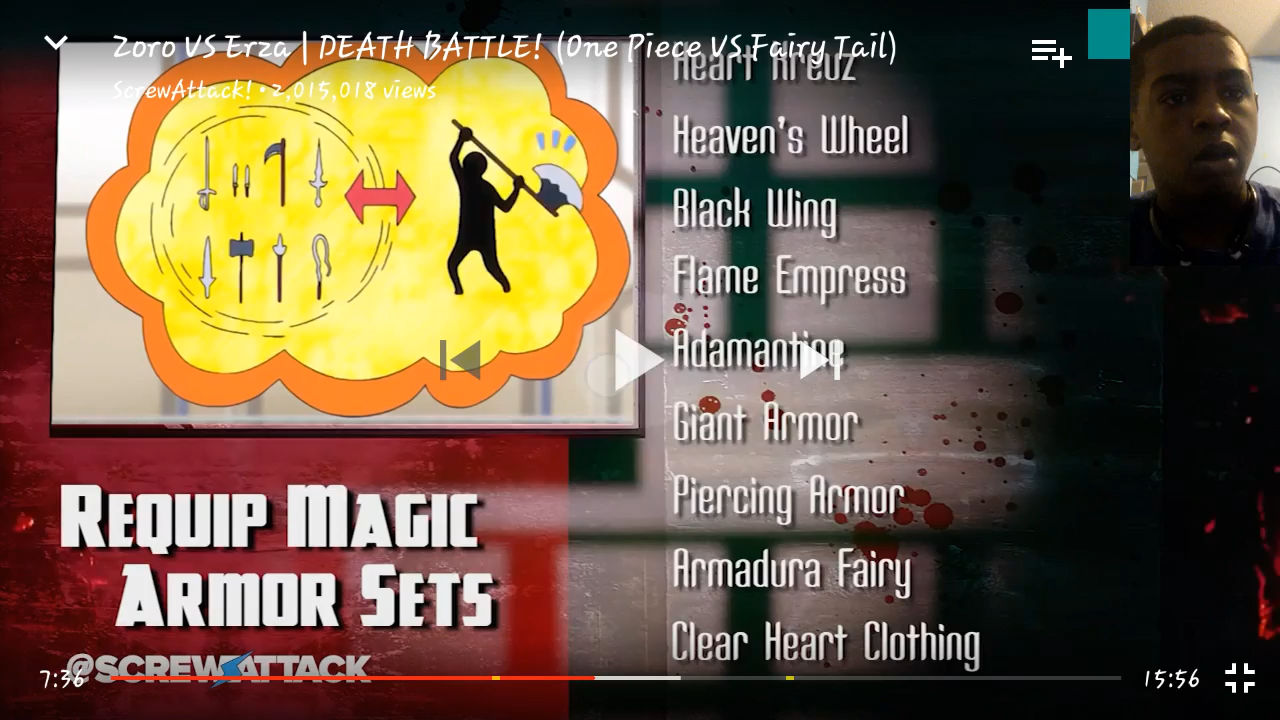 Zoro VS Erza | DEATH BATTLE! (One Piece VS Fairy Tail)
ScrewAttack! • 2,015,018 views
Heart Kreuz
Heaven's Wheel
Black Wing
Flame Empress
Adamantine
Giant Armor
Piercing Armor
Armadura Fairy
Clear Heart Clothing
Requip Magic
Armor Sets
@SCREWATTACK
7:36
15:56